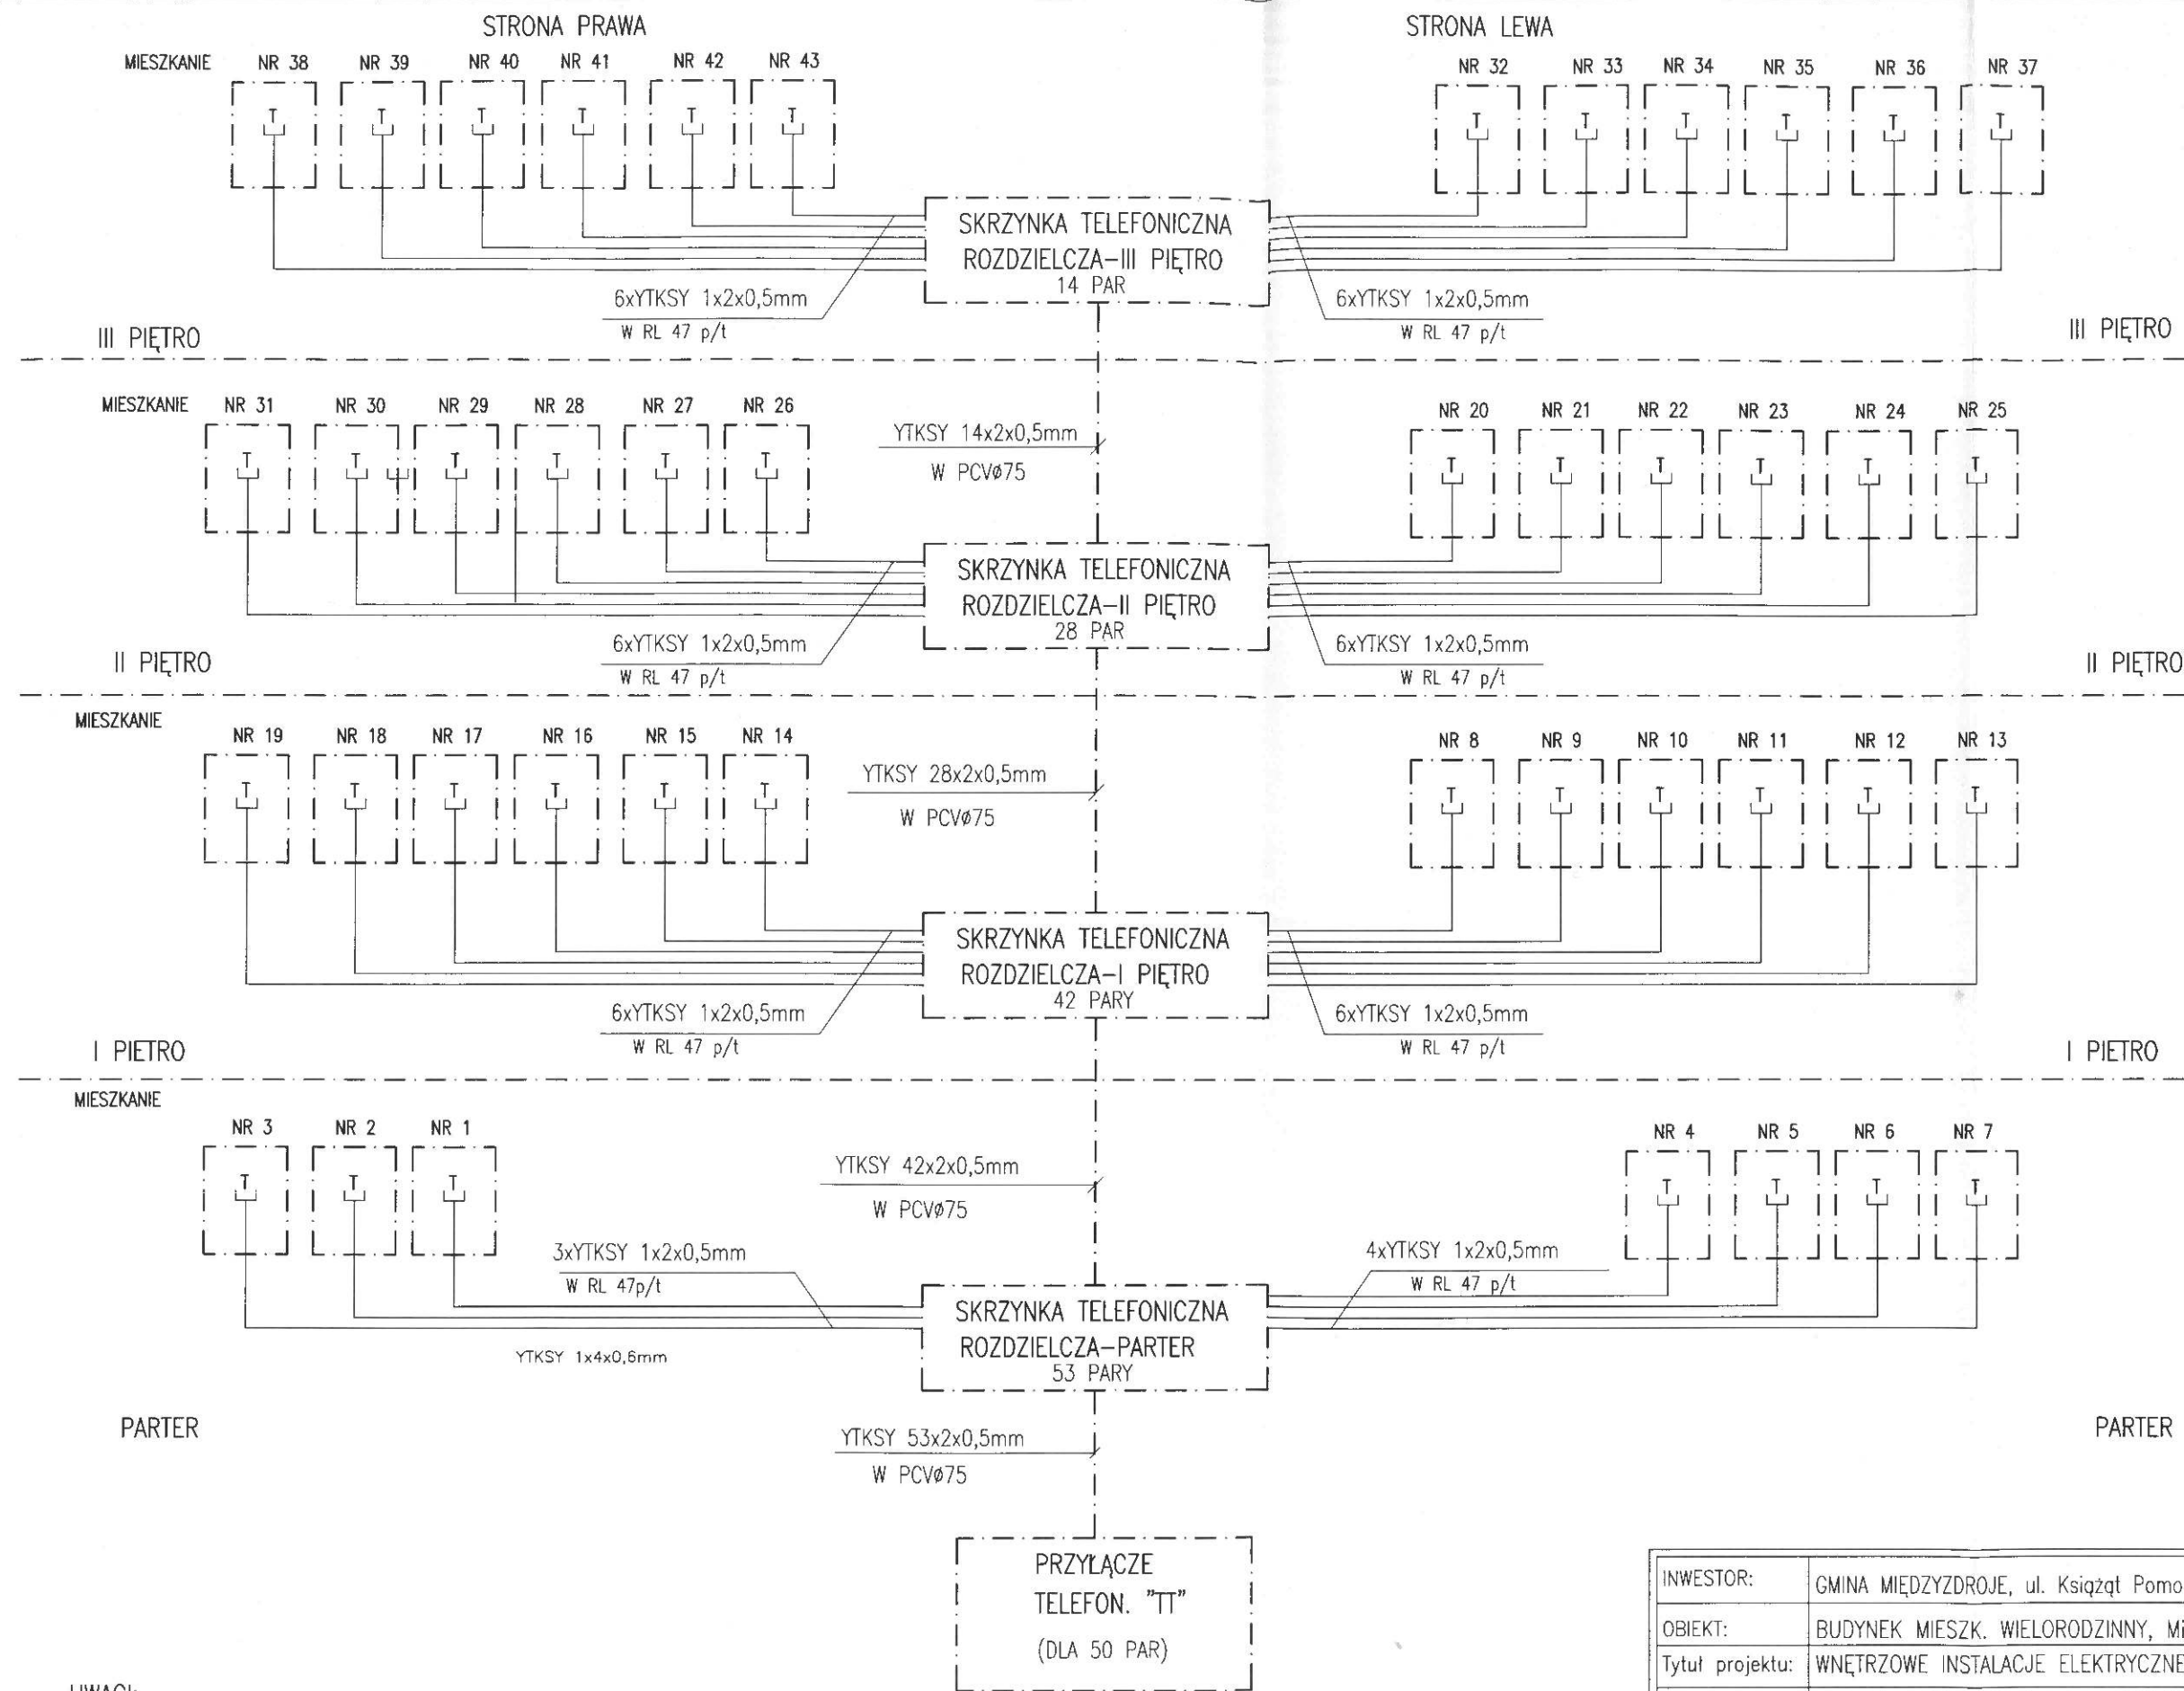 STRONA PRAWA
STRONA LEWA
MIESZKANIE NR 38 NR 39 NR 40 NR 41 NR 42 NR 43
NR 32 NR 33 NR 34 NR 35 NR 36 NR 37
T T T T T T
T T T T T T
SKRZYNKA TELEFONICZNA
ROZDZIELCZA-III PIĘTRO
14 PAR
6xYTKSY 1x2x0,5mm
W RL 47 p/t
6xYTKSY 1x2x0,5mm
W RL 47 p/t
III PIĘTRO
III PIĘTRO
MIESZKANIE NR 31 NR 30 NR 29 NR 28 NR 27 NR 26
NR 20 NR 21 NR 22 NR 23 NR 24 NR 25
YTKSY 14x2x0,5mm
W PCVø75
T T T T T T
T T T T T T
SKRZYNKA TELEFONICZNA
ROZDZIELCZA-II PIĘTRO
28 PAR
6xYTKSY 1x2x0,5mm
W RL 47 p/t
6xYTKSY 1x2x0,5mm
W RL 47 p/t
II PIĘTRO
II PIĘTRO
MIESZKANIE
NR 19 NR 18 NR 17 NR 16 NR 15 NR 14
NR 8 NR 9 NR 10 NR 11 NR 12 NR 13
YTKSY 28x2x0,5mm
W PCVø75
T T T T T T
T T T T T T
SKRZYNKA TELEFONICZNA
ROZDZIELCZA-I PIĘTRO
42 PARY
6xYTKSY 1x2x0,5mm
W RL 47 p/t
6xYTKSY 1x2x0,5mm
W RL 47 p/t
I PIETRO
I PIETRO
MIESZKANIE
NR 3 NR 2 NR 1
NR 4 NR 5 NR 6 NR 7
YTKSY 42x2x0,5mm
W PCVø75
T T T
T T T T
3xYTKSY 1x2x0,5mm
W RL 47p/t
4xYTKSY 1x2x0,5mm
W RL 47 p/t
SKRZYNKA TELEFONICZNA
ROZDZIELCZA-PARTER
53 PARY
YTKSY 1x4x0,6mm
PARTER
PARTER
YTKSY 53x2x0,5mm
W PCVø75
PRZYŁĄCZE
TELEFON. "TT"
(DLA 50 PAR)
INWESTOR: GMINA MIĘDZYZDROJE, ul. Książąt Pomo
OBIEKT: BUDYNEK MIESZK. WIELORODZINNY, Mi
Tytuł projektu: WNĘTRZOWE INSTALACJE ELEKTRYCZNE
UWAGI: